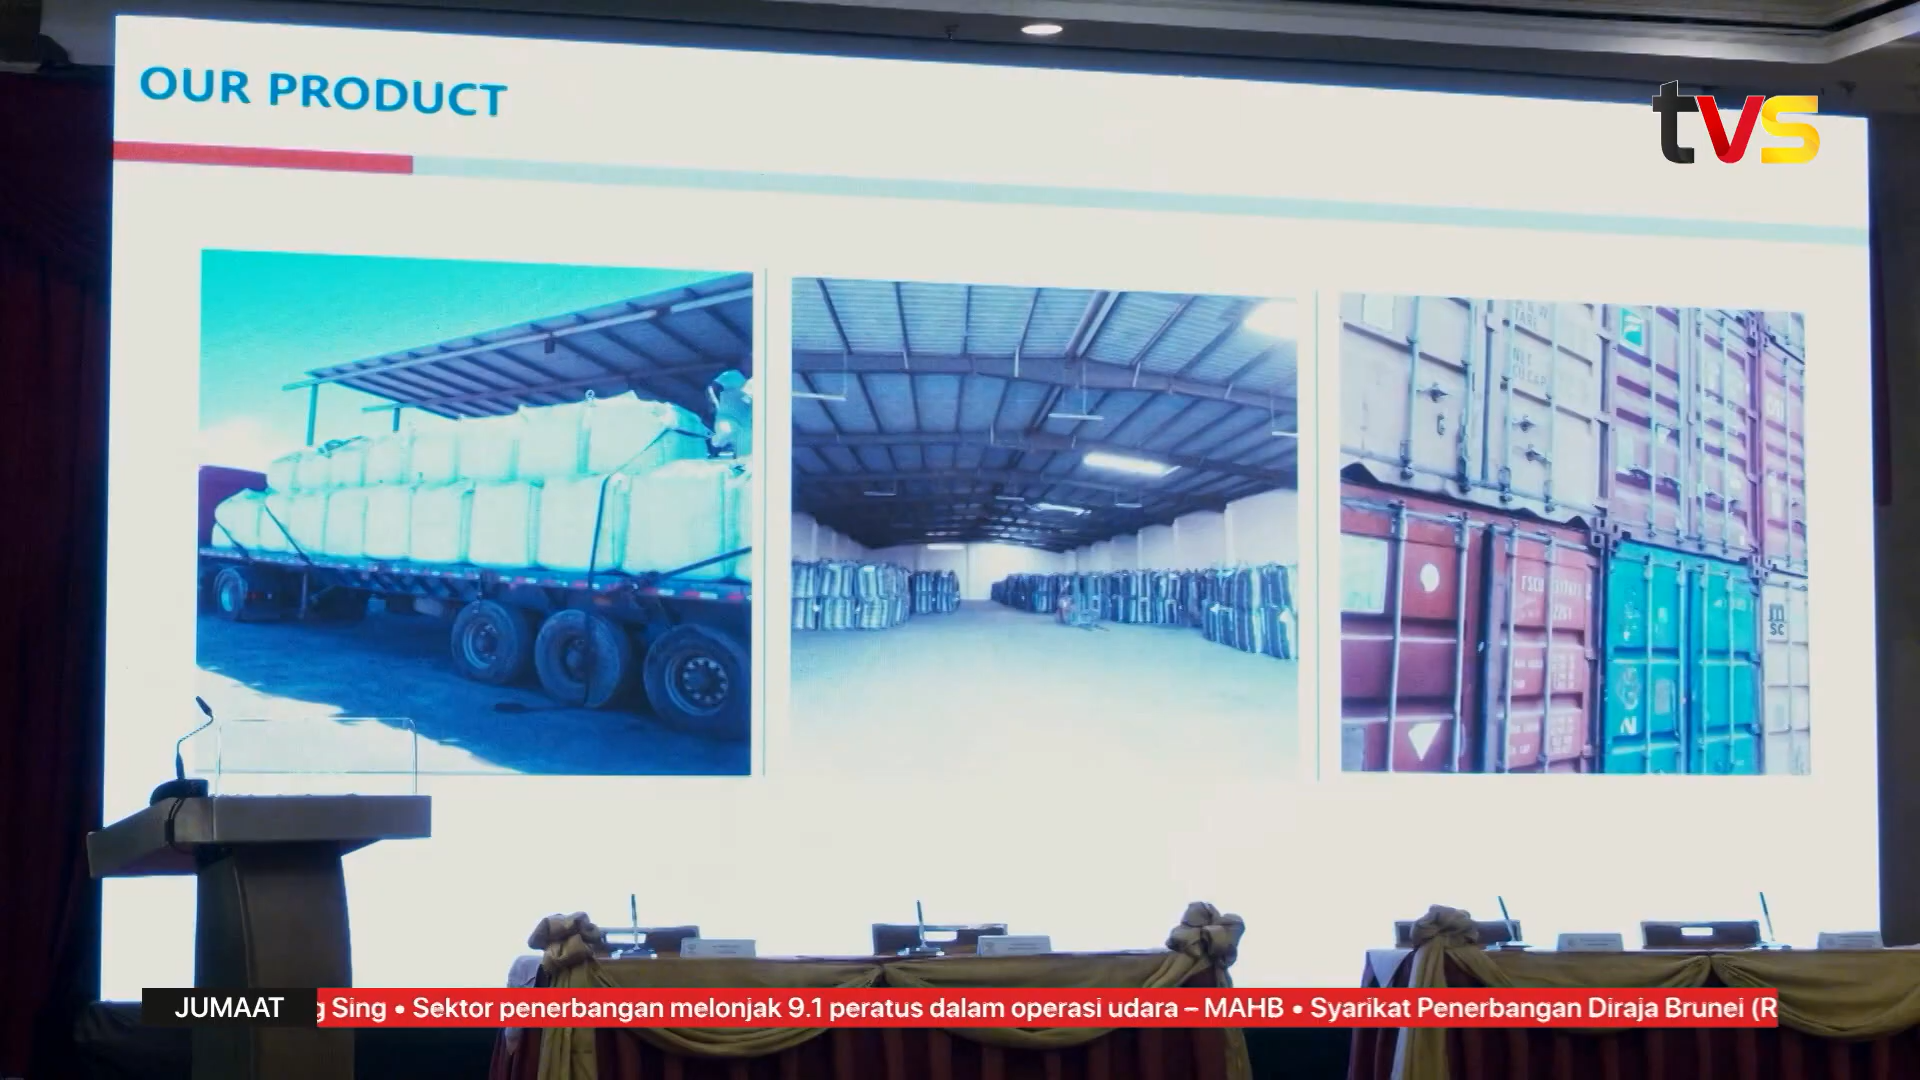 OUR PRODUCT
tvs
JUMAAT
g Sing • Sektor penerbangan melonjak 9.1 peratus dalam operasi udara – MAHB • Syarikat Penerbangan Diraja Brunei (R